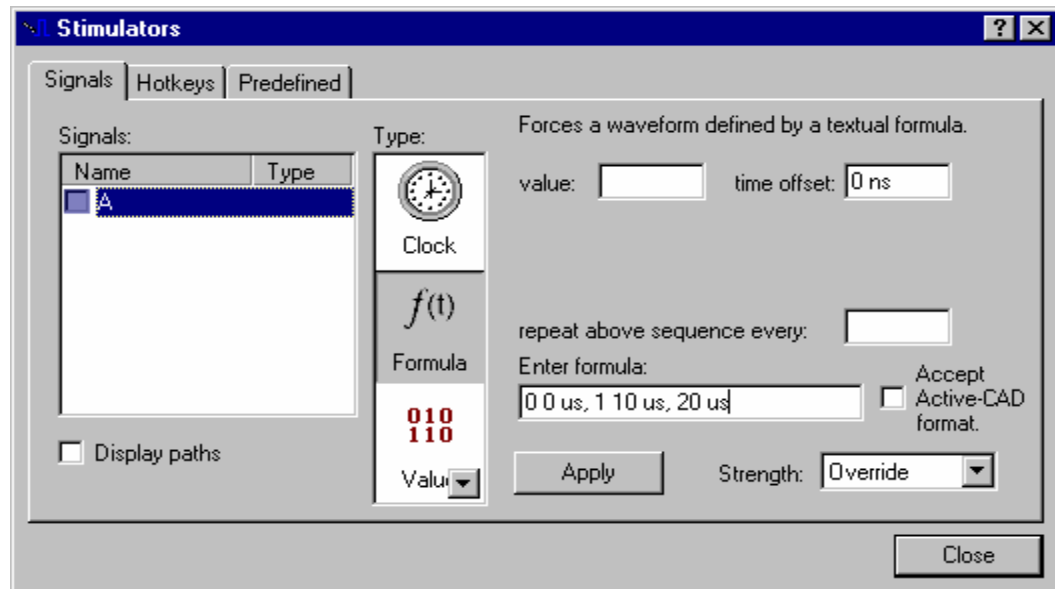 Stimulators
Signals Hotkeys Predefined
Signals:
Name Type
A
Display paths
Type:
Clock
f(t)
Formula
010
110
Forces a waveform defined by a textual formula.
value: time offset: 0 ns
repeat above sequence every:
Enter formula:
0 0 us, 1 10 us, 20 us
Accept
Active-CAD
format.
Apply Strength: Override
Close